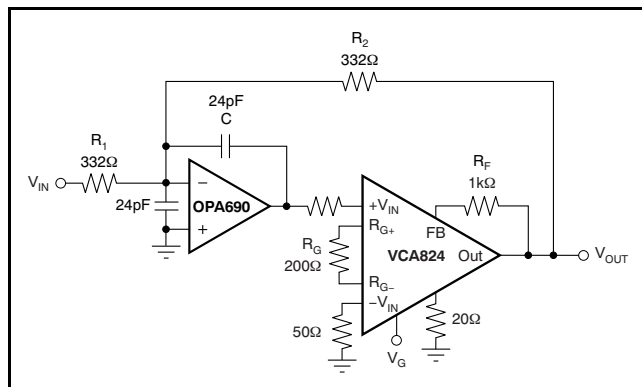 R2
332Ω
24pF
C
R1
332Ω
RF
1kΩ
VIN
24pF
−
+
OPA690
+VIN
RG+
FB
RG
200Ω
VCA824
Out
VOUT
RG−
−VIN
50Ω
20Ω
VG